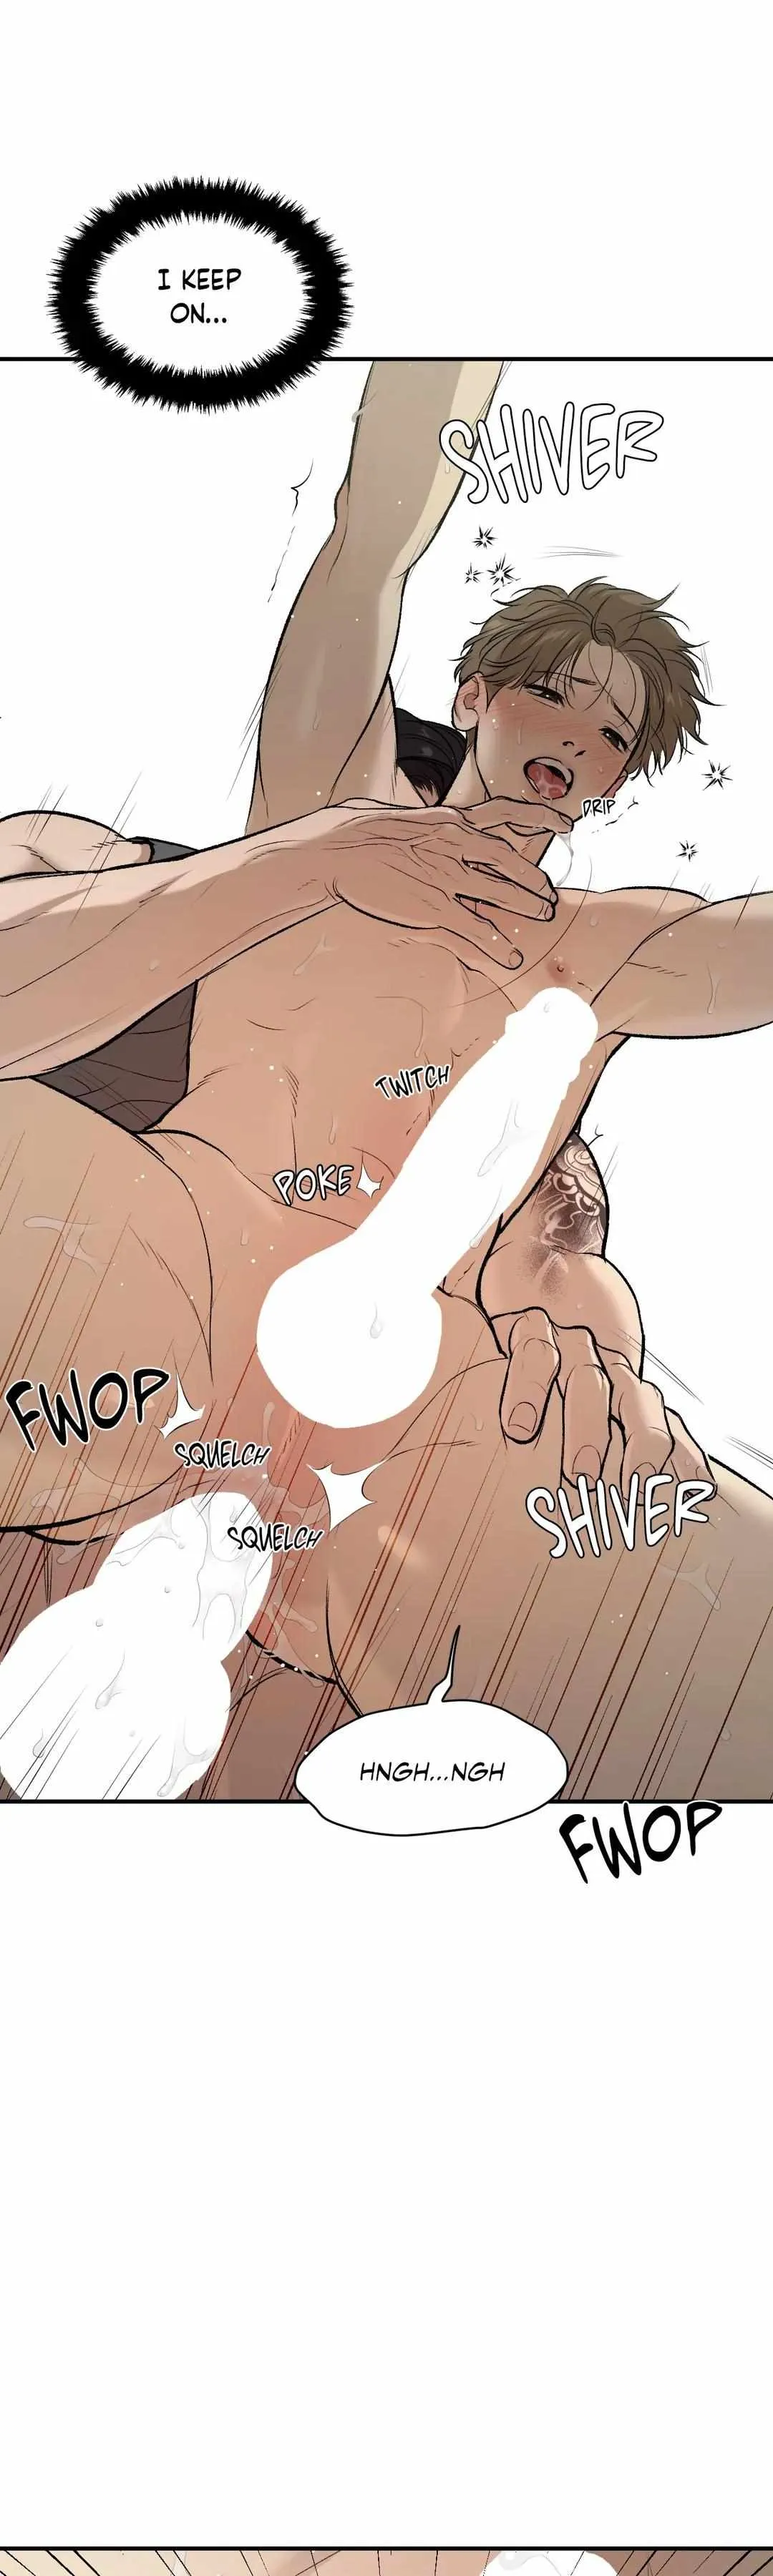 I KEEP
ON...
SHIVER
DRIP
TWITCH
POKE
FWOP
SQUELCH
SQUELCH
SHIVER
HNGH...NGH
FWOP